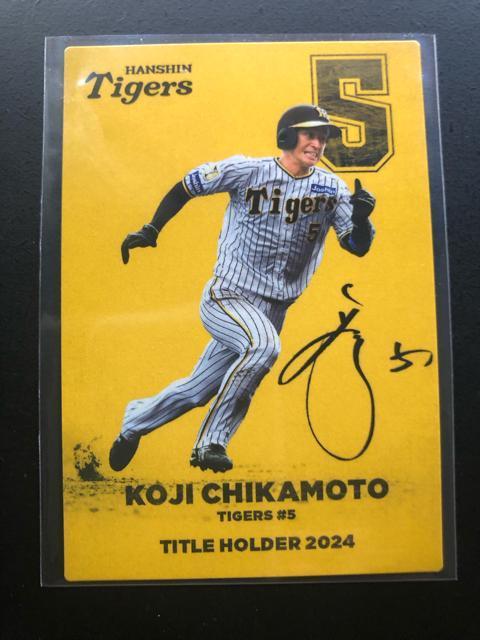 HANSHIN
Tigers
5
Tigers
5
KOJI CHIKAMOTO
TIGERS #5
TITLE HOLDER 2024